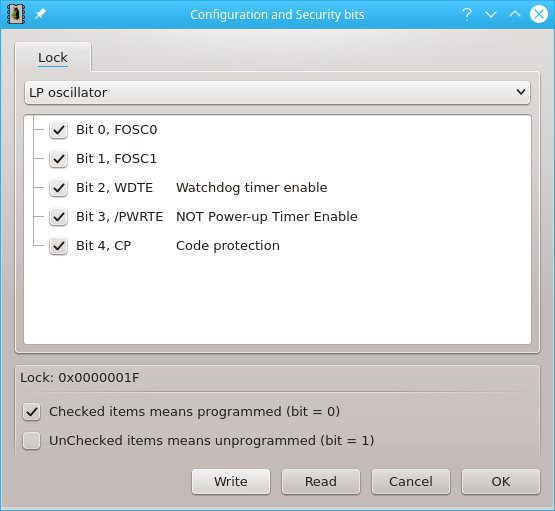 Configuration and Security bits
Lock
LP oscillator
Bit 0, FOSC0
Bit 1, FOSC1
Bit 2, WDTE Watchdog timer enable
Bit 3, /PWRTE NOT Power-up Timer Enable
Bit 4, CP Code protection
Lock: 0x0000001F
Checked items means programmed (bit = 0)
UnChecked items means unprogrammed (bit = 1)
Write Read Cancel OK